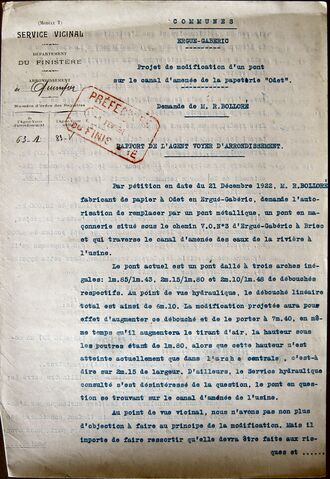 (MODÈLE T)
SERVICE VICINAL
DÉPARTEMENT
DU FINISTÈRE
ARRONDISSEMENT
de Quimper
Numéros d'Ordre des Registres
COMMUNES
ERGUE-GABERIC
Projet de modification d'un pont
sur le canal d'amenée de la papeterie "Odet".
Demande de M. R.BOLLORE
PRÉFECTURE
DU FINISTÈRE
RAPPORT DE L'AGENT VOYER D'ARRONDISSEMENT.
Par pétition en date du 21 Décembre 1922, M. R.BOLLORE
fabricant de papier à Odet en Ergué-Gabéric, demande l'auto-
risation de remplacer par un pont métallique, un pont en ma-
çonnerie situé sous le chemin V.O.N°3 d'Ergué-Gabéric à Briec
et qui traverse le canal d'amenée des eaux de la rivière à
l'usine.
Le pont actuel est un pont dallé à trois arches iné-
gales: 1m.85/1m.43, 2m.15/1m.80 et 2m.10/1m.46 de débouchés
respectifs. Au point de vue hydraulique, le débouché linéaire
total est ainsi de 6m.10. La modification projetée aura pour
effet d'augmenter ce débouché et de le porter à 7m.40, en mê-
me temps qu'il augmentera le tirant d'air, la hauteur sous
les poutres étant de 1m.80, alors que cette hauteur n'est
atteinte actuellement que dans l'arche centrale, c'est-à
dire sur 2m.15 de largeur. D'ailleurs, le Service hydraulique
consulté s'est désintéressé de la question, le pont en ques-
tion se trouvant sur le canal d'amenée de l'usine.
Au point du vue vicinal, nous n'avons pas non plus
d'objection à faire au principe de la modification. Mais il
importe de faire ressortir qu'elle devra être faite aux ris-
ques et ......